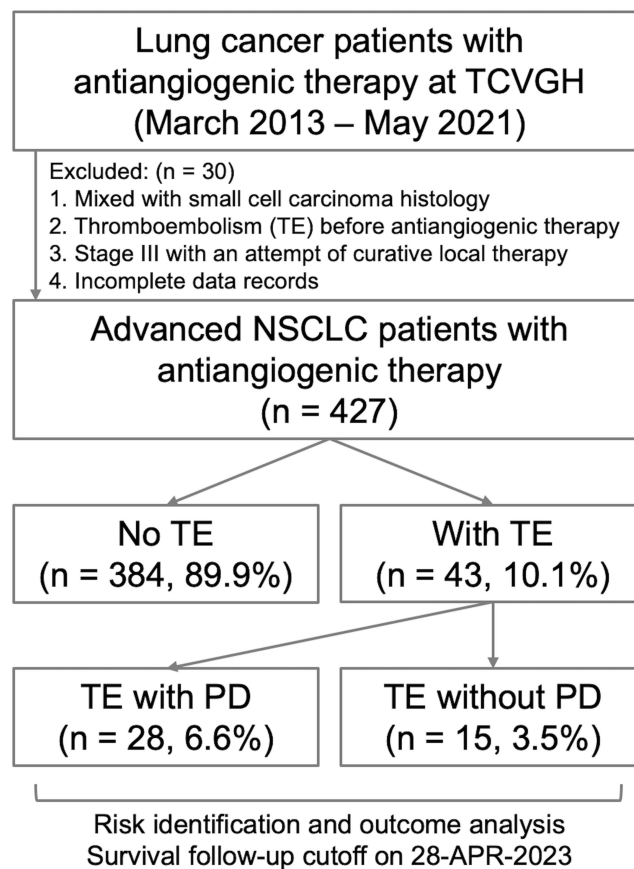 Lung cancer patients with
antiangiogenic therapy at TCVGH
(March 2013 – May 2021)
Excluded: (n = 30)
1. Mixed with small cell carcinoma histology
2. Thromboembolism (TE) before antiangiogenic therapy
3. Stage III with an attempt of curative local therapy
4. Incomplete data records
Advanced NSCLC patients with
antiangiogenic therapy
(n = 427)
No TE
(n = 384, 89.9%)
With TE
(n = 43, 10.1%)
TE with PD
(n = 28, 6.6%)
TE without PD
(n = 15, 3.5%)
Risk identification and outcome analysis
Survival follow-up cutoff on 28-APR-2023